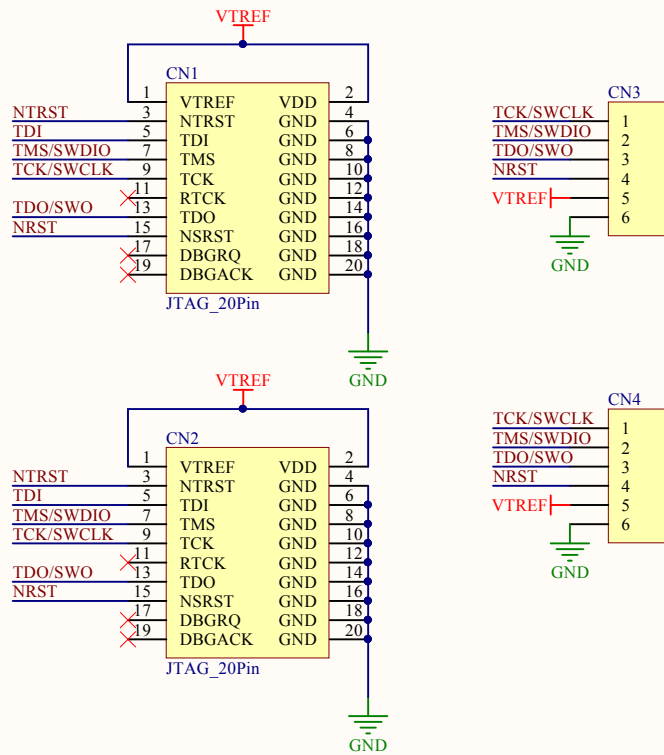 VTREF
CN1
1 VTREF VDD 2
NTRST 3 NTRST GND 4
TDI 5 TDI GND 6
TMS/SWDIO 7 TMS GND 8
TCK/SWCLK 9 TCK GND 10
11 RTCK GND 12
TDO/SWO 13 TDO GND 14
NRST 15 NSRST GND 16
17 DBGRQ GND 18
19 DBGACK GND 20
JTAG_20Pin
GND
CN3
TCK/SWCLK 1
TMS/SWDIO 2
TDO/SWO 3
NRST 4
VTREF 5
6
GND
VTREF
CN2
1 VTREF VDD 2
NTRST 3 NTRST GND 4
TDI 5 TDI GND 6
TMS/SWDIO 7 TMS GND 8
TCK/SWCLK 9 TCK GND 10
11 RTCK GND 12
TDO/SWO 13 TDO GND 14
NRST 15 NSRST GND 16
17 DBGRQ GND 18
19 DBGACK GND 20
JTAG_20Pin
GND
CN4
TCK/SWCLK 1
TMS/SWDIO 2
TDO/SWO 3
NRST 4
VTREF 5
6
GND